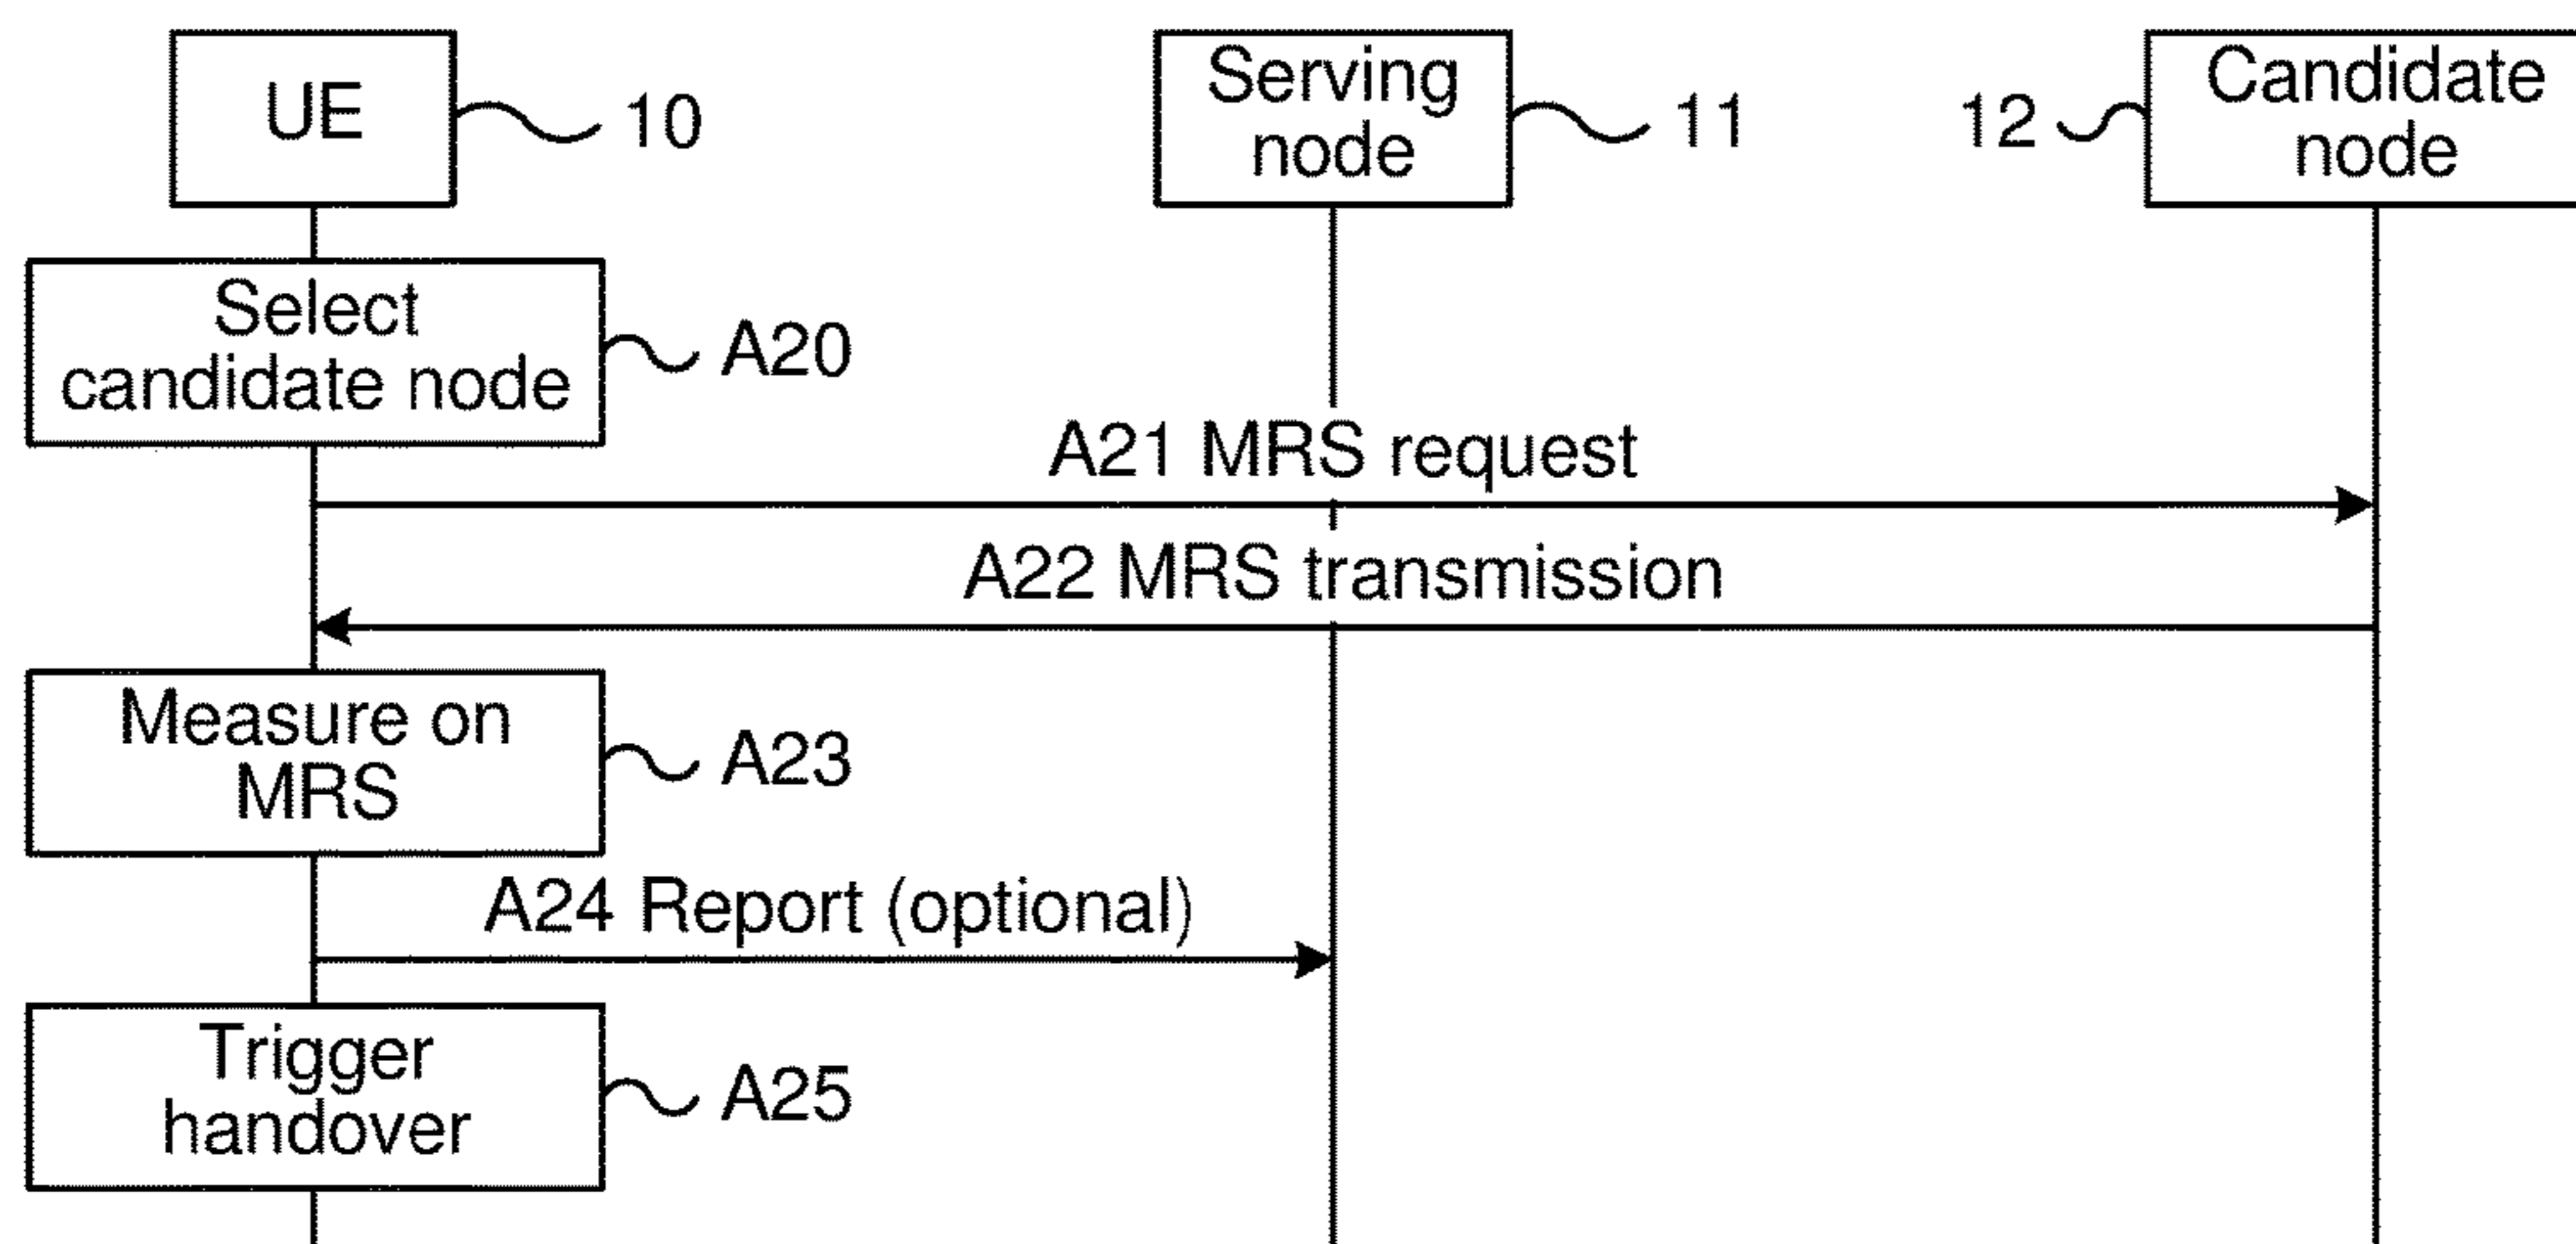 UE
10
Serving
node
11
12
Candidate
node
Select
candidate node
A20
A21 MRS request
A22 MRS transmission
Measure on
MRS
A23
A24 Report (optional)
Trigger
handover
A25